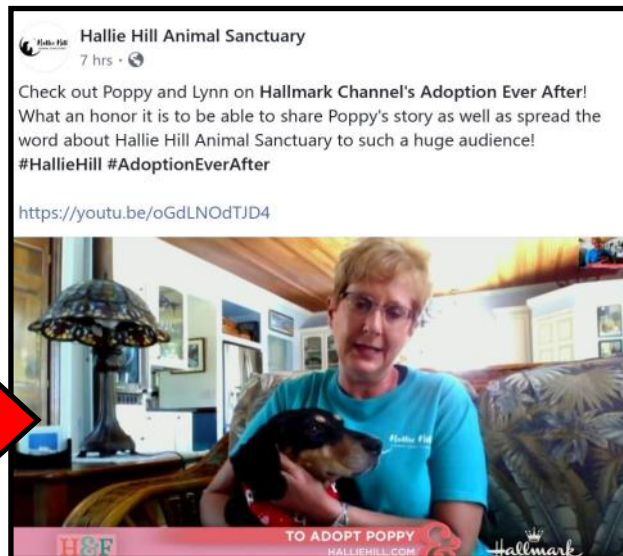 Hallie Hill
Hallie Hill Animal Sanctuary
7 hrs ·
Check out Poppy and Lynn on Hallmark Channel's Adoption Ever After!
What an honor it is to be able to share Poppy's story as well as spread the
word about Hallie Hill Animal Sanctuary to such a huge audience!
#HallieHill #AdoptionEverAfter
https://youtu.be/oGdLNOdTJD4
Hallie Hill
TO ADOPT POPPY
HALLIEHILL.COM
H&F
Hallmark